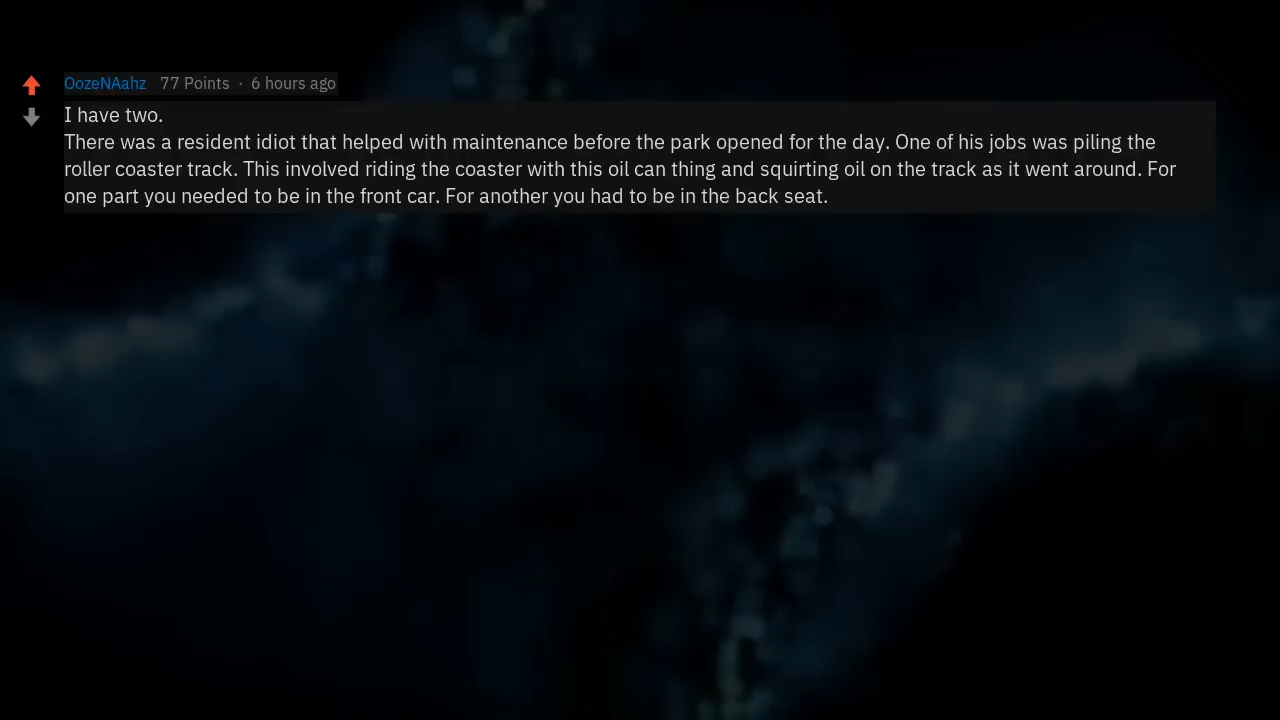 OozeNAahz 77 Points · 6 hours ago
I have two.
There was a resident idiot that helped with maintenance before the park opened for the day. One of his jobs was piling the
roller coaster track. This involved riding the coaster with this oil can thing and squirting oil on the track as it went around. For
one part you needed to be in the front car. For another you had to be in the back seat.